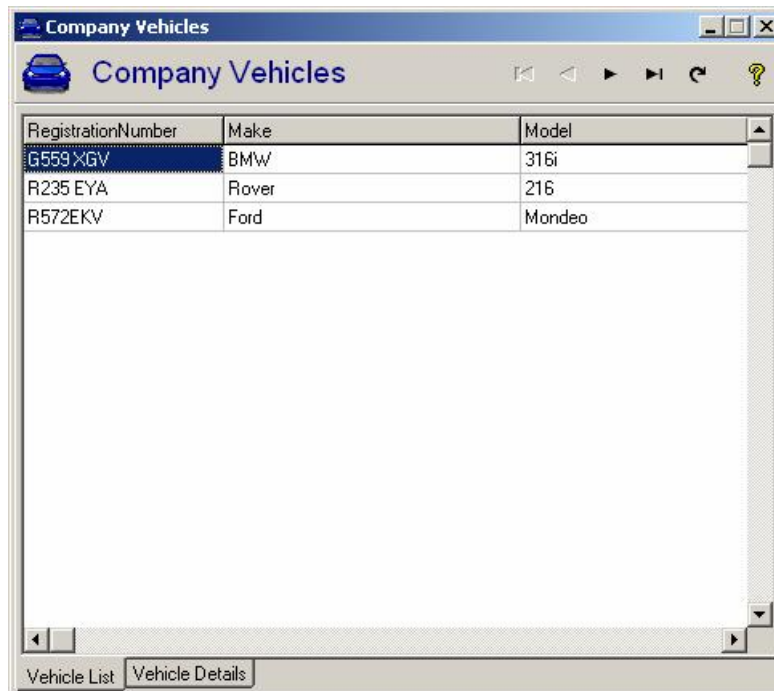 Company Vehicles
Company Vehicles
RegistrationNumber Make Model
G559 XGV BMW 316i
R235 EYA Rover 216
R572EKV Ford Mondeo
Vehicle List Vehicle Details